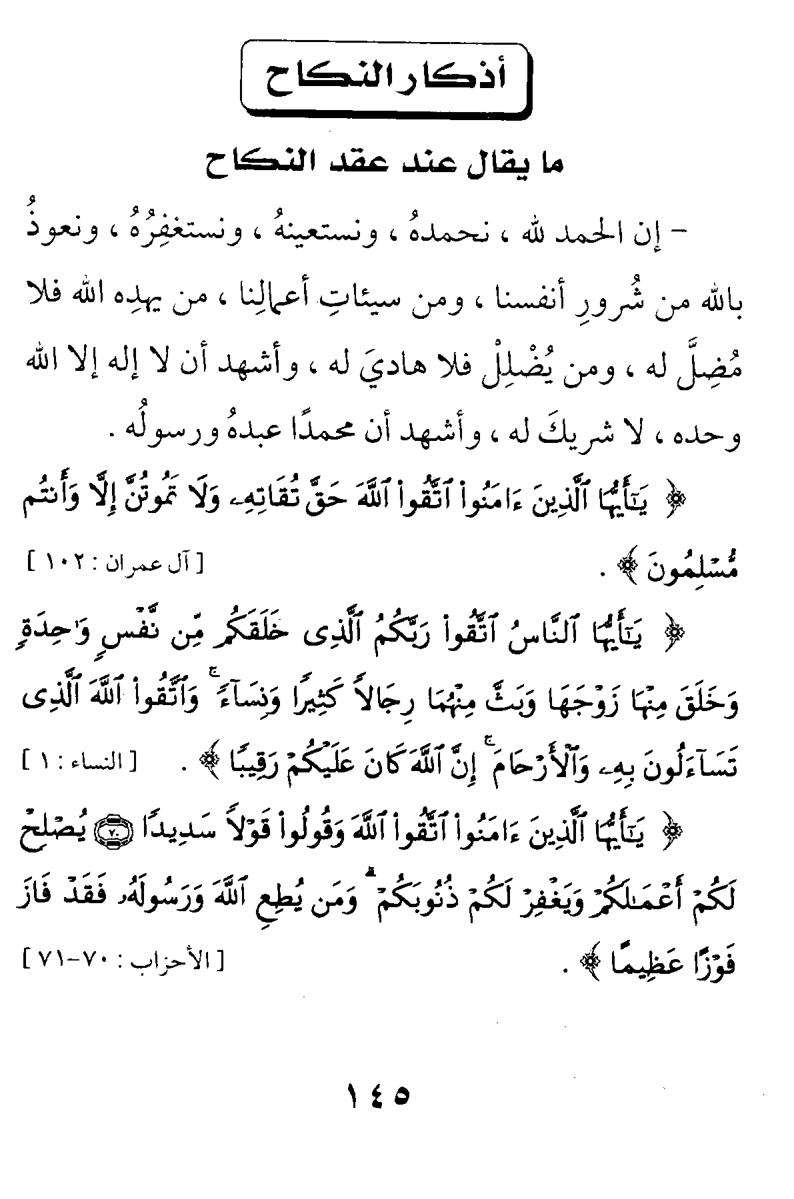 أذكار النكاح
ما يقال عند عقد النكاح
– إن الحمد لله ، نحمدهُ ، ونستعينهُ ، ونستغفِرُهُ ، ونعوذُ
بالله من شُرورِ أنفسنا ، ومن سيئاتِ أعمالِنا ، من يهدِه الله فلا
مُضِلَّ له ، ومن يُضْلِلْ فلا هاديَ له ، وأشهد أن لا إله إلا الله
وحده ، لا شريكَ له ، وأشهد أن محمدًا عبدهُ ورسولُه .
﴿ يَٰٓأَيُّهَا ٱلَّذِينَ ءَامَنُوا۟ ٱتَّقُوا۟ ٱللَّهَ حَقَّ تُقَاتِهِۦ وَلَا تَمُوتُنَّ إِلَّا وَأَنتُم
مُّسْلِمُونَ ﴾ . [ آل عمران : ١٠٢ ]
﴿ يَٰٓأَيُّهَا ٱلنَّاسُ ٱتَّقُوا۟ رَبَّكُمُ ٱلَّذِى خَلَقَكُم مِّن نَّفْسٍ وَٰحِدَةٍ
وَخَلَقَ مِنْهَا زَوْجَهَا وَبَثَّ مِنْهُمَا رِجَالًا كَثِيرًا وَنِسَآءً ۚ وَٱتَّقُوا۟ ٱللَّهَ ٱلَّذِى
تَسَآءَلُونَ بِهِۦ وَٱلْأَرْحَامَ ۚ إِنَّ ٱللَّهَ كَانَ عَلَيْكُمْ رَقِيبًا ﴾ . [ النساء : ١ ]
﴿ يَٰٓأَيُّهَا ٱلَّذِينَ ءَامَنُوا۟ ٱتَّقُوا۟ ٱللَّهَ وَقُولُوا۟ قَوْلًا سَدِيدًا ٧٠ يُصْلِحْ
لَكُمْ أَعْمَٰلَكُمْ وَيَغْفِرْ لَكُمْ ذُنُوبَكُمْ ۗ وَمَن يُطِعِ ٱللَّهَ وَرَسُولَهُۥ فَقَدْ فَازَ
فَوْزًا عَظِيمًا ﴾ . [ الأحزاب : ٧٠–٧١ ]
١٤٥